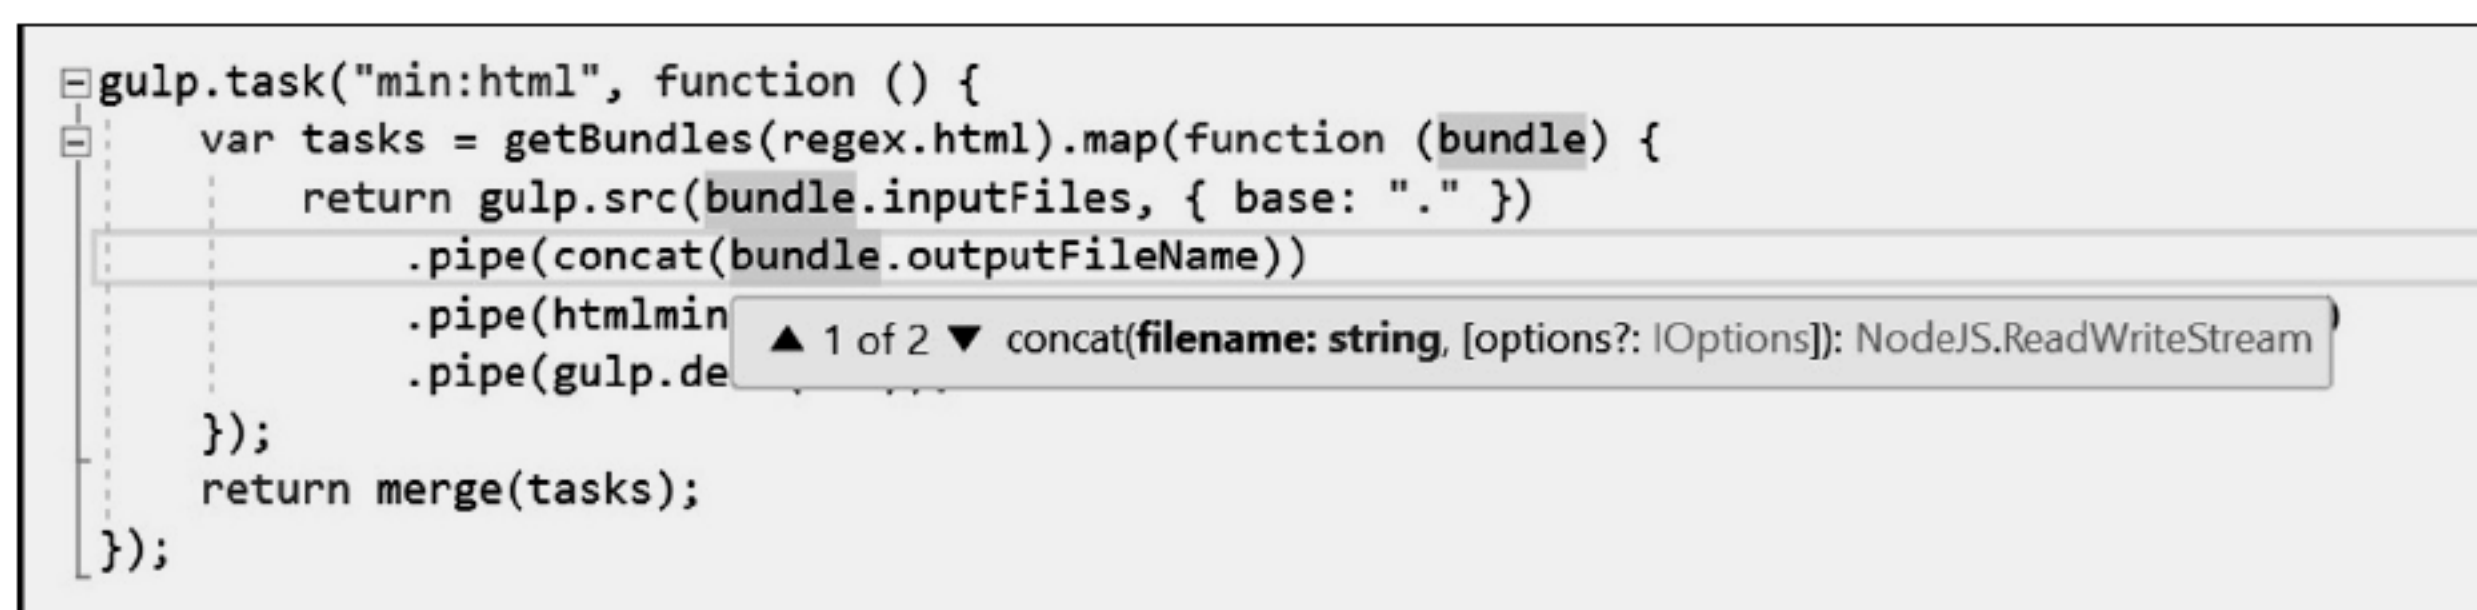 gulp.task("min:html", function () {
var tasks = getBundles(regex.html).map(function (bundle) {
return gulp.src(bundle.inputFiles, { base: "." })
.pipe(concat(bundle.outputFileName))
.pipe(htmlmin
▲ 1 of 2 ▼ concat(filename: string, [options?: IOptions]): NodeJS.ReadWriteStream
.pipe(gulp.de
});
return merge(tasks);
});